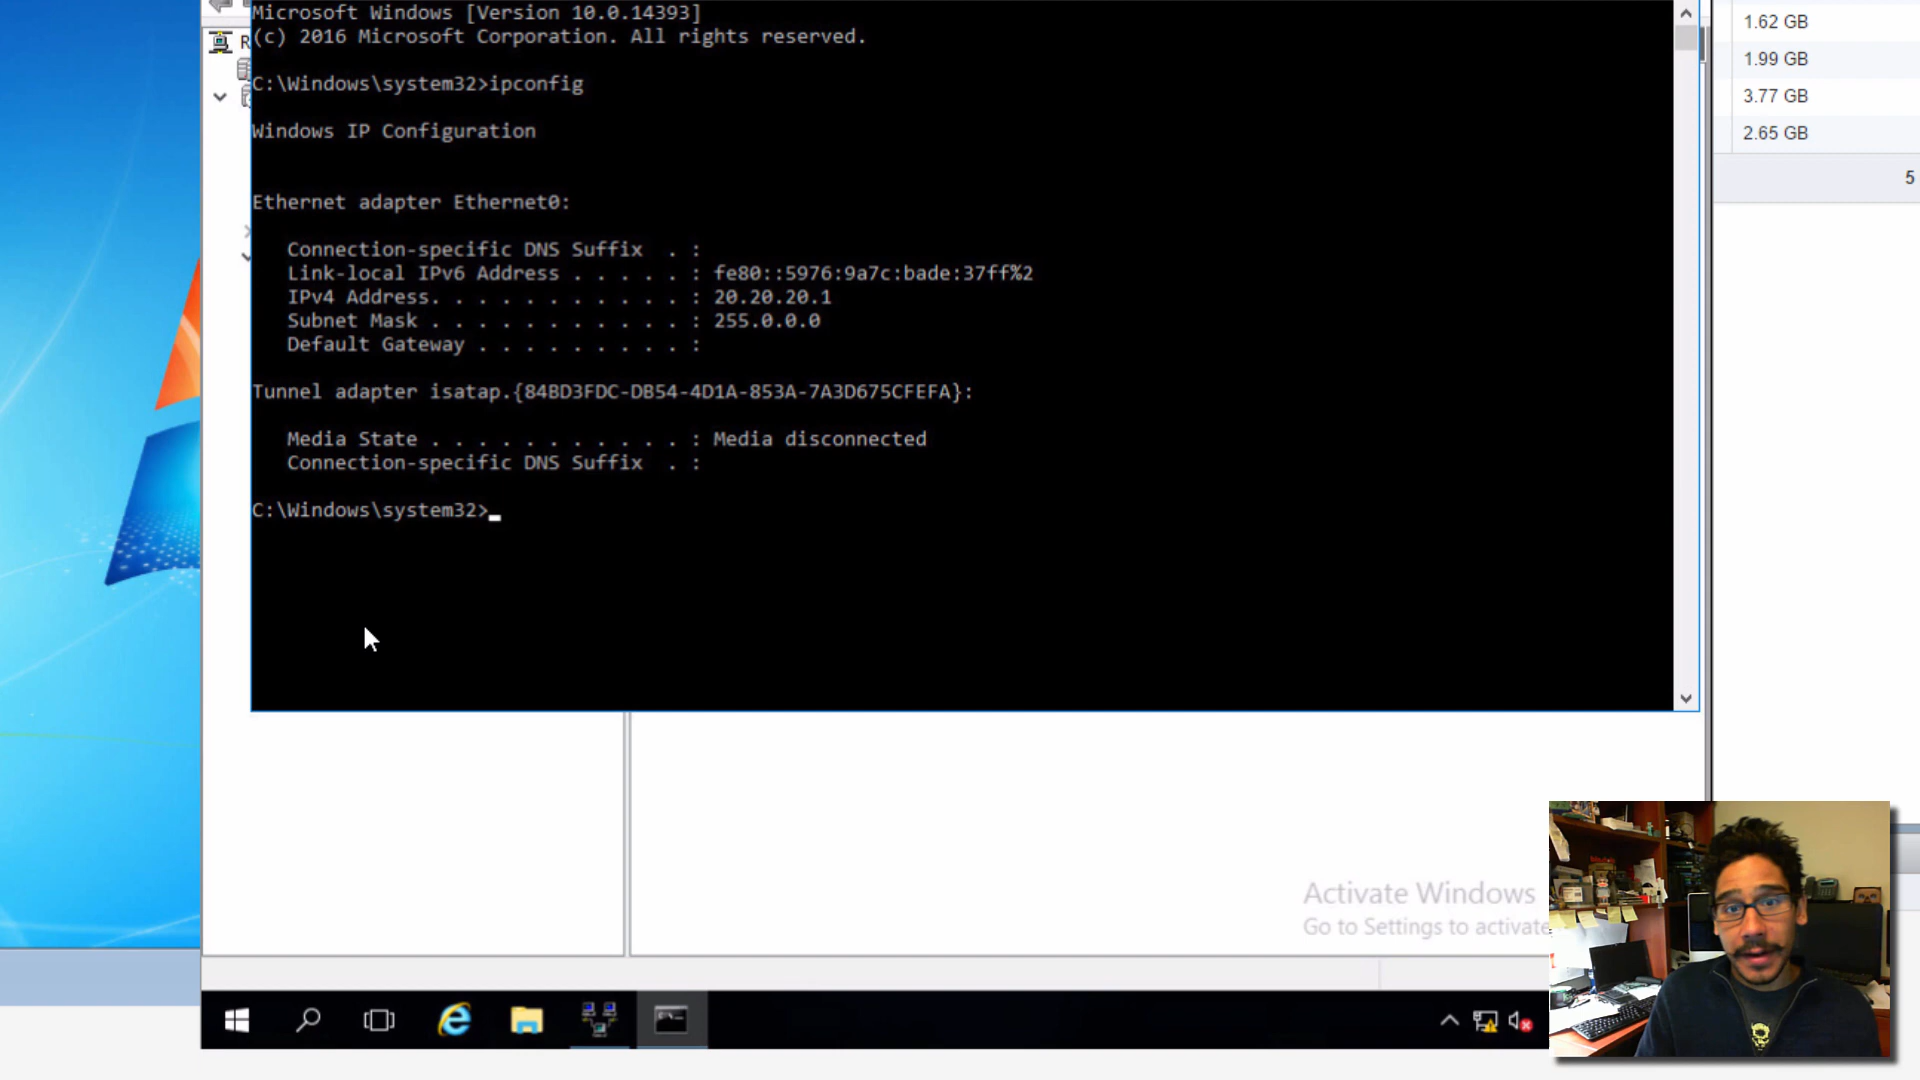 Microsoft Windows [Version 10.0.14393]
(c) 2016 Microsoft Corporation. All rights reserved.
C:\Windows\system32>ipconfig
Windows IP Configuration
Ethernet adapter Ethernet0:
Connection-specific DNS Suffix  . :
Link-local IPv6 Address . . . . . : fe80::5976:9a7c:bade:37ff%2
IPv4 Address. . . . . . . . . . . : 20.20.20.1
Subnet Mask . . . . . . . . . . . : 255.0.0.0
Default Gateway . . . . . . . . . :
Tunnel adapter isatap.{84BD3FDC-DB54-4D1A-853A-7A3D675CFEFA}:
Media State . . . . . . . . . . . : Media disconnected
Connection-specific DNS Suffix  . :
C:\Windows\system32>_
R
1.62 GB
1.99 GB
3.77 GB
2.65 GB
5
Activate Windows
Go to Settings to activate